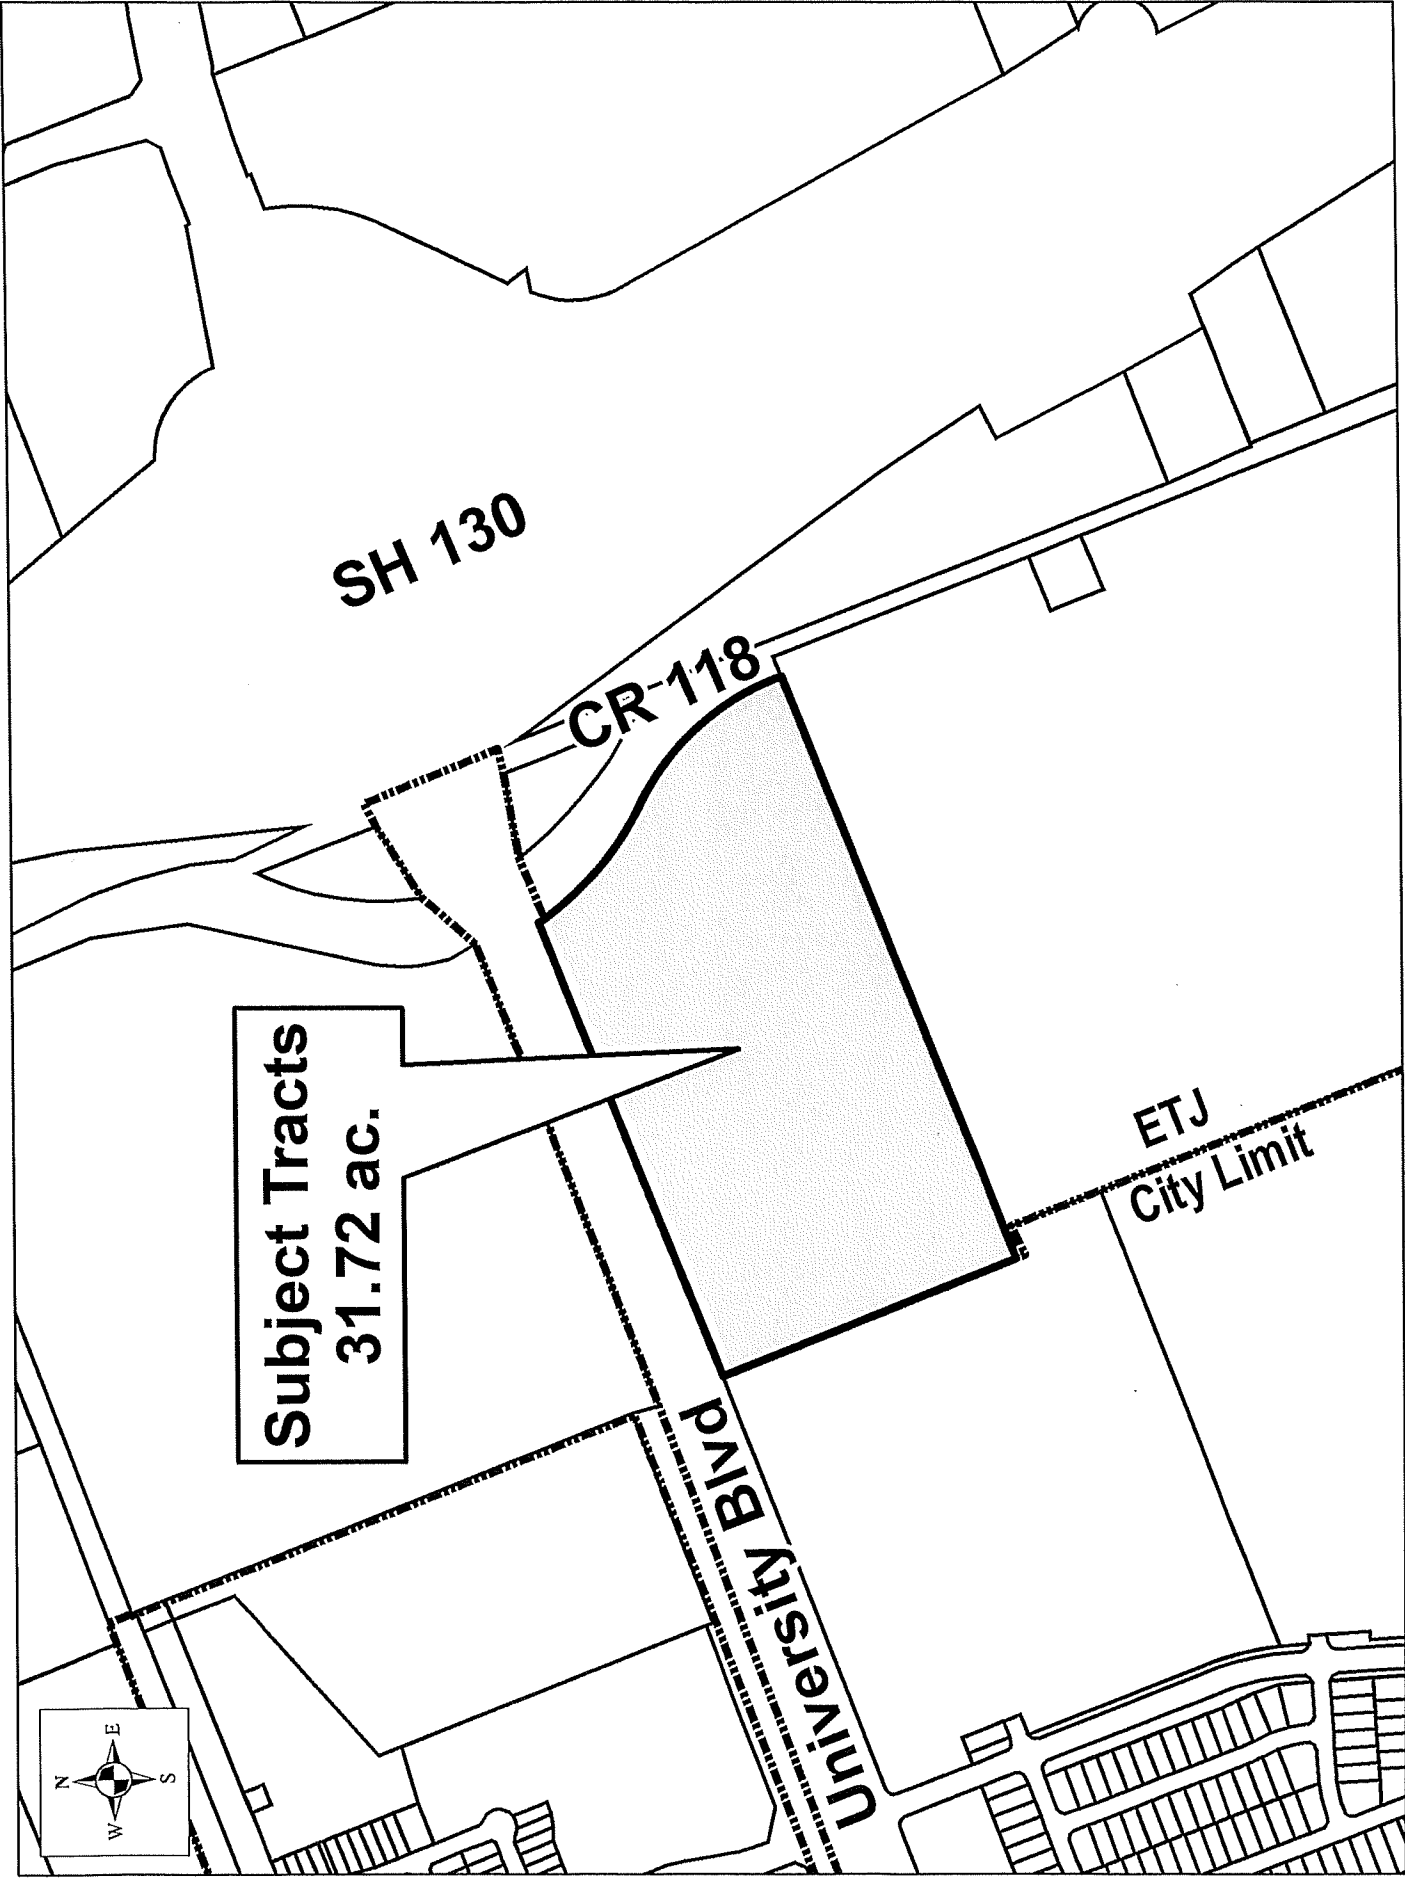 SH 130
CR 118
Subject Tracts
31.72 ac.
ETJ
City Limit
University Blvd
N
W
E
S